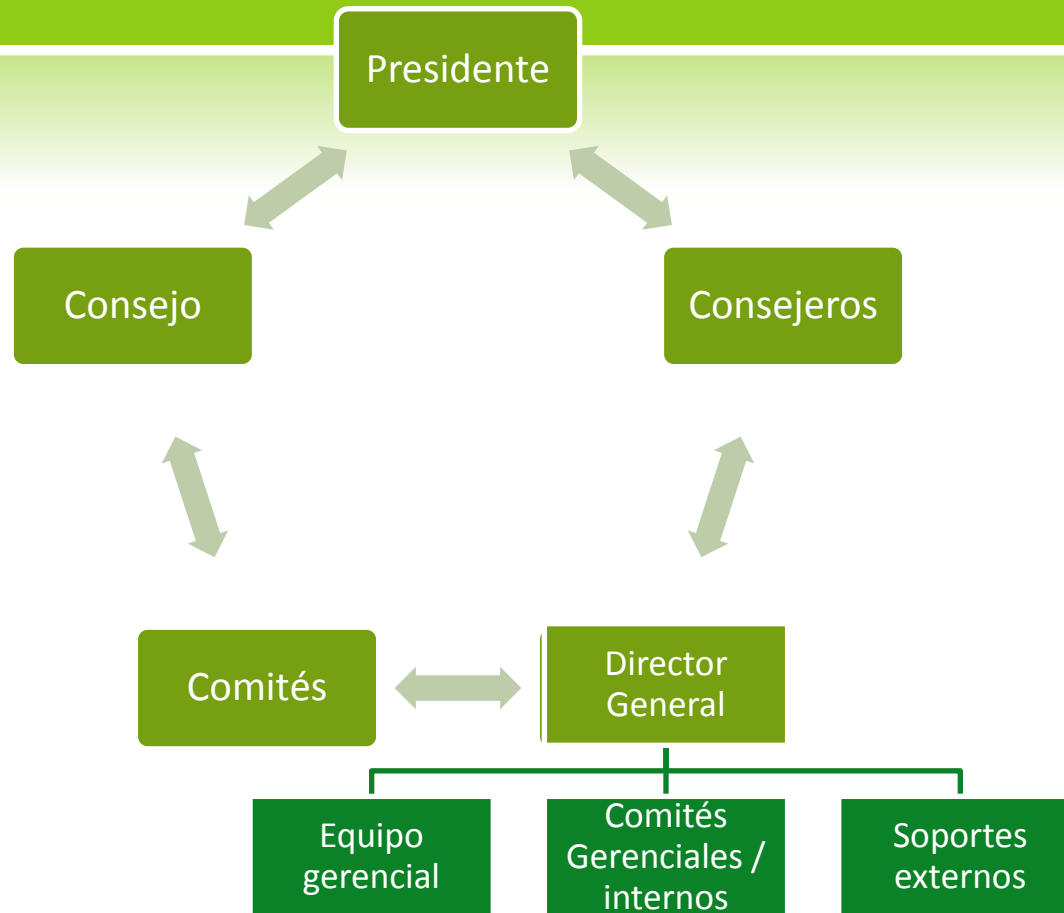 Presidente
Consejo
Consejeros
Comités
Director
General
Equipo
gerencial
Comités
Gerenciales /
internos
Soportes
externos